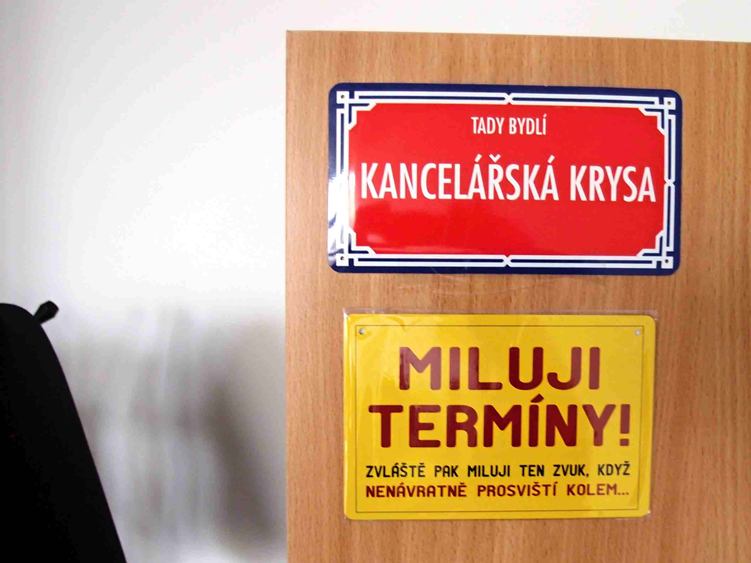 TADY BYDLÍ
KANCELÁŘSKÁ KRYSA
MILUJI
TERMÍNY!
ZVLÁŠTĚ PAK MILUJI TEN ZVUK, KDYŽ
NENÁVRATNĚ PROSVIŠTÍ KOLEM...